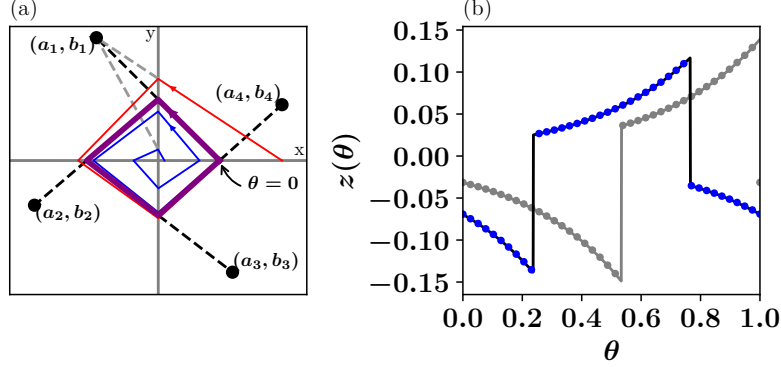 (a)
y
(a₁, b₁)
(a₄, b₄)
x
θ = 0
(a₂, b₂)
(a₃, b₃)
(b)
z(θ)
0.15
0.10
0.05
0.00
−0.05
−0.10
−0.15
0.0 0.2 0.4 0.6 0.8 1.0
θ